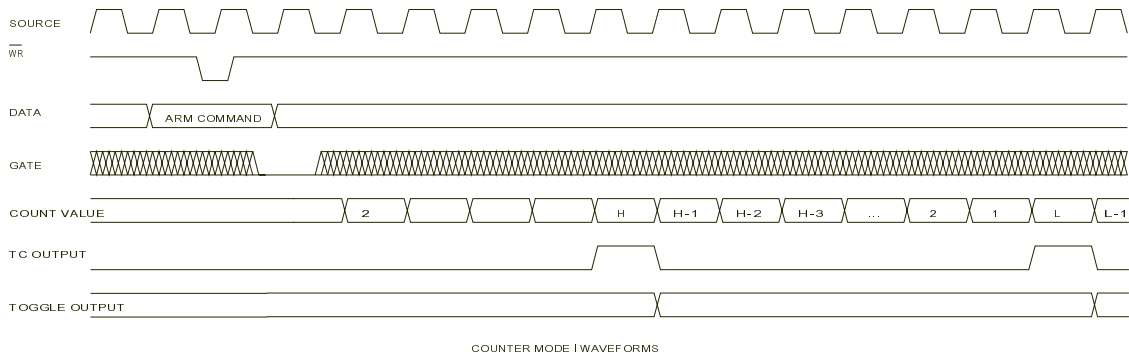 SOURCE
WR
DATA
ARM COMMAND
GATE
COUNT VALUE 2 H H-1 H-2 H-3 ... 2 1 L L-1
TC OUTPUT
TOGGLE OUTPUT
COUNTER MODE I WAVEFORMS